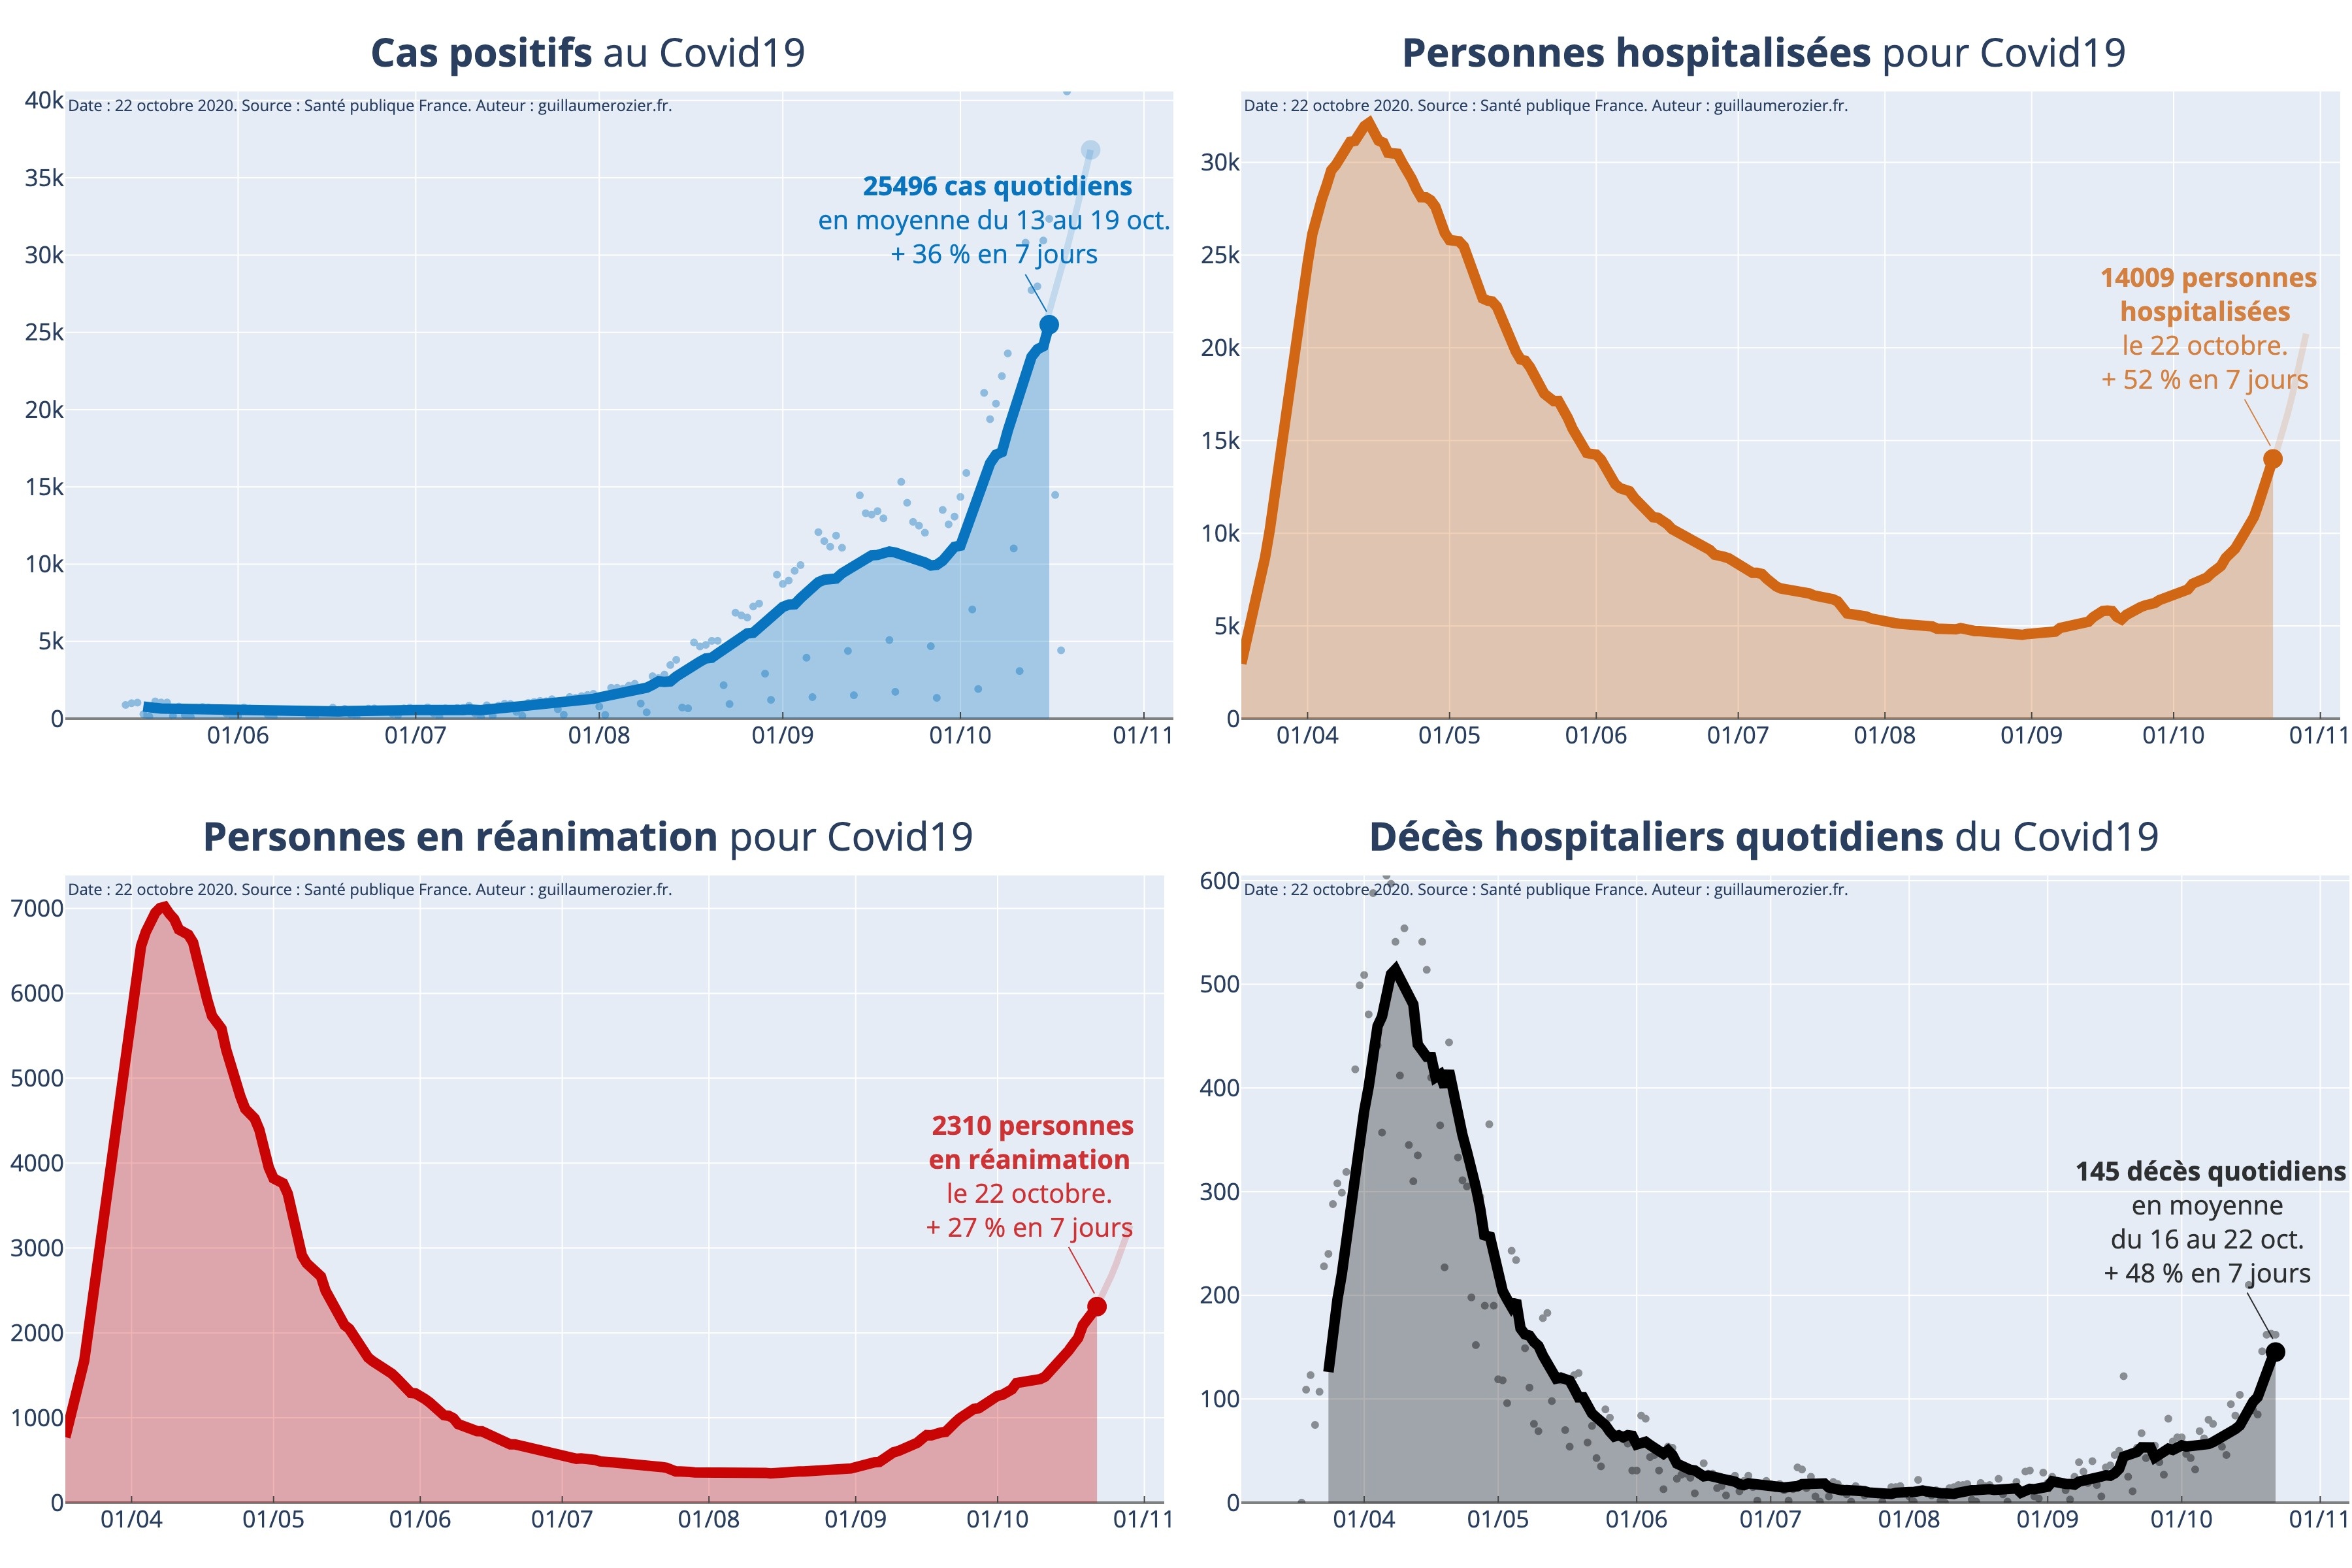 Cas positifs au Covid19
Date : 22 octobre 2020. Source : Santé publique France. Auteur : guillaumerozier.fr.
40k
35k
30k
25k
20k
15k
10k
5k
0
25496 cas quotidiens
en moyenne du 13 au 19 oct.
+ 36 % en 7 jours
01/06 01/07 01/08 01/09 01/10 01/11
Personnes hospitalisées pour Covid19
Date : 22 octobre 2020. Source : Santé publique France. Auteur : guillaumerozier.fr.
30k
25k
20k
15k
10k
5k
0
14009 personnes
hospitalisées
le 22 octobre.
+ 52 % en 7 jours
01/04 01/05 01/06 01/07 01/08 01/09 01/10 01/11
Personnes en réanimation pour Covid19
Date : 22 octobre 2020. Source : Santé publique France. Auteur : guillaumerozier.fr.
7000
6000
5000
4000
3000
2000
1000
0
2310 personnes
en réanimation
le 22 octobre.
+ 27 % en 7 jours
01/04 01/05 01/06 01/07 01/08 01/09 01/10 01/11
Décès hospitaliers quotidiens du Covid19
Date : 22 octobre 2020. Source : Santé publique France. Auteur : guillaumerozier.fr.
600
500
400
300
200
100
0
145 décès quotidiens
en moyenne
du 16 au 22 oct.
+ 48 % en 7 jours
01/04 01/05 01/06 01/07 01/08 01/09 01/10 01/11